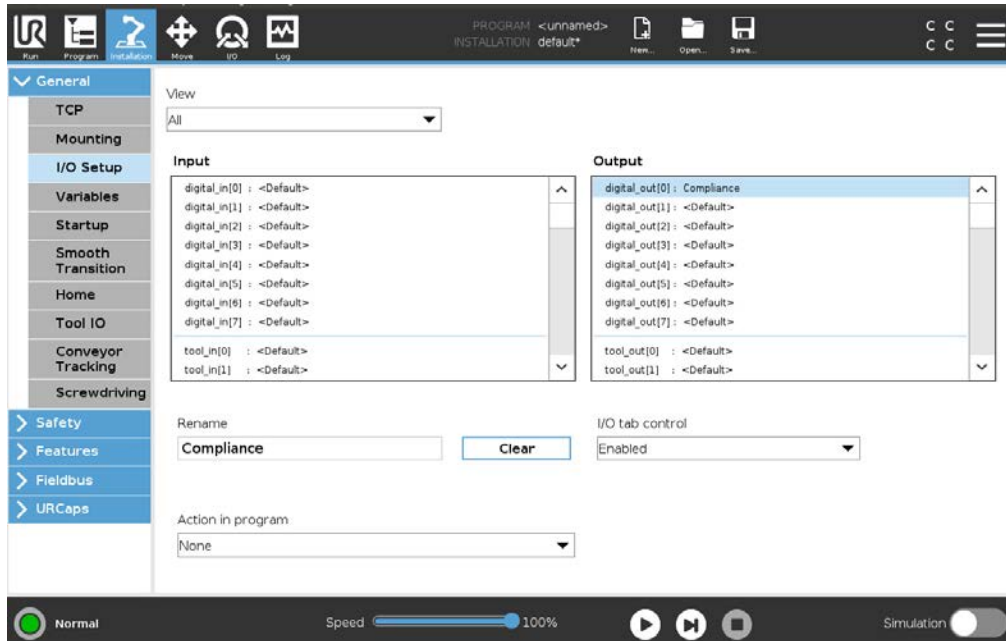 UR
PROGRAM <unnamed>
INSTALLATION default*
Run Program Installation Move I/O Log New... Open... Save...
C C
C C
General
TCP
Mounting
I/O Setup
Variables
Startup
Smooth
Transition
Home
Tool IO
Conveyor
Tracking
Screwdriving
Safety
Features
Fieldbus
URCaps
View
All
Input
digital_in[0] : <Default>
digital_in[1] : <Default>
digital_in[2] : <Default>
digital_in[3] : <Default>
digital_in[4] : <Default>
digital_in[5] : <Default>
digital_in[6] : <Default>
digital_in[7] : <Default>
tool_in[0] : <Default>
tool_in[1] : <Default>
Output
digital_out[0] : Compliance
digital_out[1] : <Default>
digital_out[2] : <Default>
digital_out[3] : <Default>
digital_out[4] : <Default>
digital_out[5] : <Default>
digital_out[6] : <Default>
digital_out[7] : <Default>
tool_out[0] : <Default>
tool_out[1] : <Default>
Rename
Compliance
Clear
I/O tab control
Enabled
Action in program
None
Normal
Speed 100%
Simulation